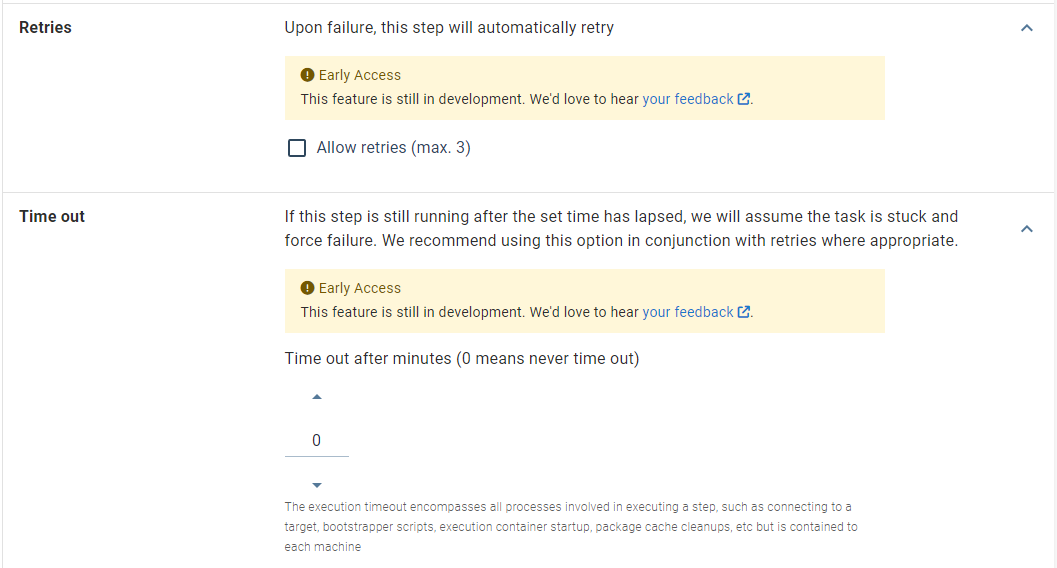 Retries
Upon failure, this step will automatically retry
Early Access
This feature is still in development. We'd love to hear your feedback.
Allow retries (max. 3)
Time out
If this step is still running after the set time has lapsed, we will assume the task is stuck and
force failure. We recommend using this option in conjunction with retries where appropriate.
Early Access
This feature is still in development. We'd love to hear your feedback.
Time out after minutes (0 means never time out)
0
The execution timeout encompasses all processes involved in executing a step, such as connecting to a
target, bootstrapper scripts, execution container startup, package cache cleanups, etc but is contained to
each machine